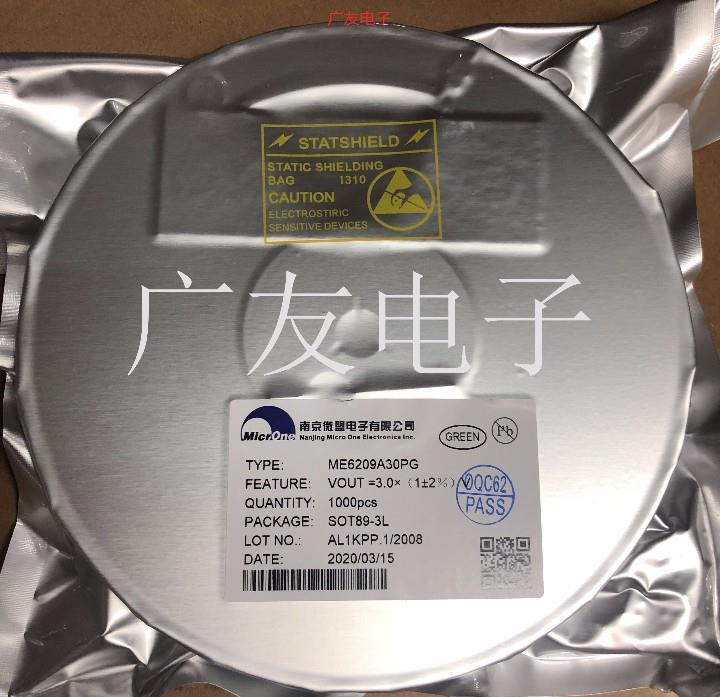 广友电子
STATSHIELD
STATIC SHIELDING
BAG 1310
CAUTION
ELECTROSTIRIC
SENSITIVE DEVICES
广友电子
MicrOne
南京微盟电子有限公司
Nanjing Micro One Electronics Inc.
GREEN
Pb
TYPE: ME6209A30PG
FEATURE: VOUT =3.0×（1±2%）V
OQC62
PASS
QUANTITY: 1000pcs
PACKAGE: SOT89-3L
LOT NO.: AL1KPP.1/2008
DATE: 2020/03/15